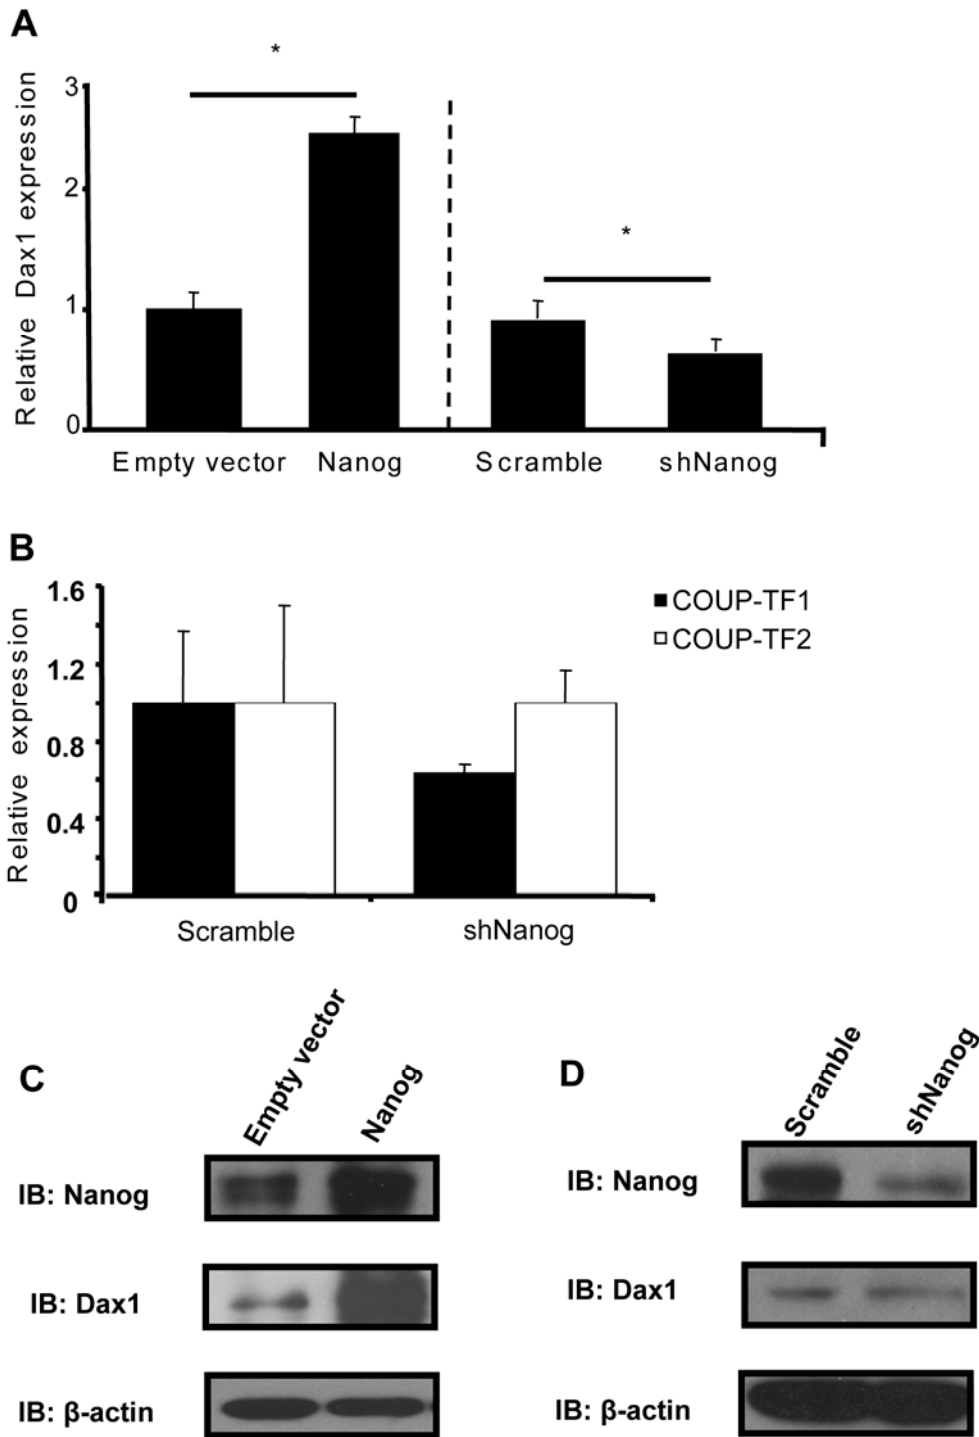 A
*
*
Relative Dax1 expression
3
2
1
0
Empty vector Nanog Scramble shNanog
B
Relative expression
1.6
1.2
0.8
0.4
0
COUP-TF1
COUP-TF2
Scramble shNanog
C
Empty vector
Nanog
IB: Nanog
IB: Dax1
IB: β-actin
D
Scramble
shNanog
IB: Nanog
IB: Dax1
IB: β-actin